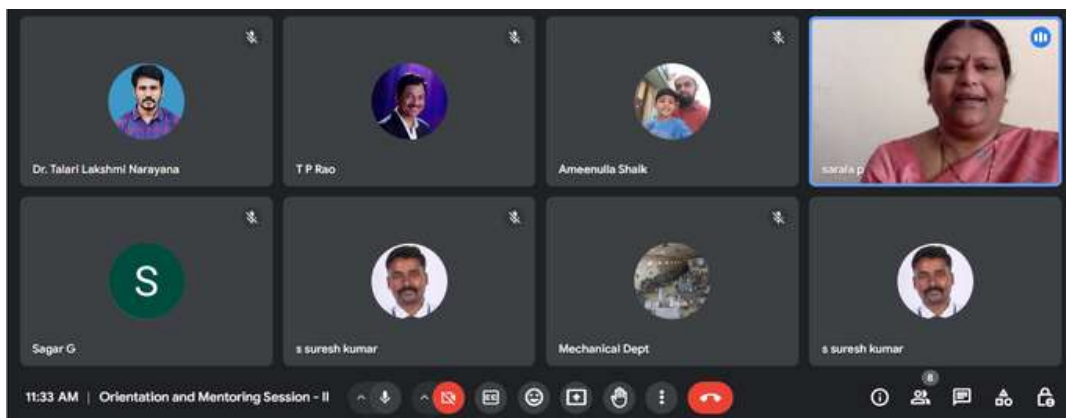 Dr. Talari Lakshmi Narayana
T P Rao
Ameenulla Shaik
sarala p
S
Sagar G
s suresh kumar
Mechanical Dept
s suresh kumar
8
11:33 AM | Orientation and Mentoring Session - II
CC